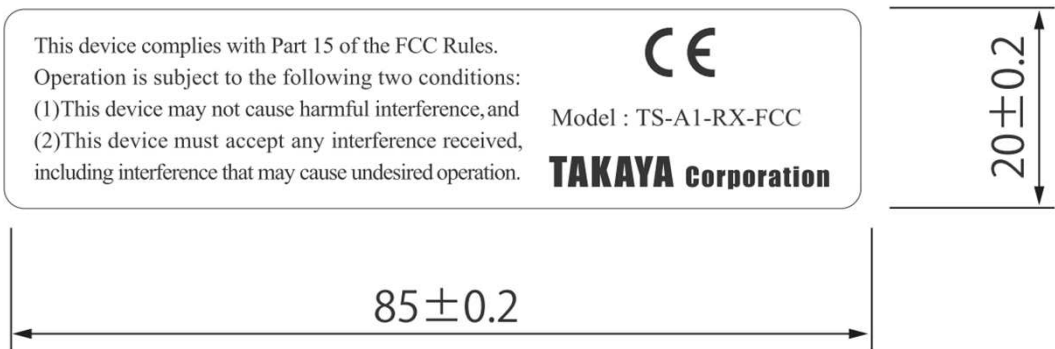 This device complies with Part 15 of the FCC Rules.
Operation is subject to the following two conditions:
(1)This device may not cause harmful interference, and
(2)This device must accept any interference received,
including interference that may cause undesired operation.
CE
Model : TS-A1-RX-FCC
TAKAYA Corporation
20±0.2
85±0.2